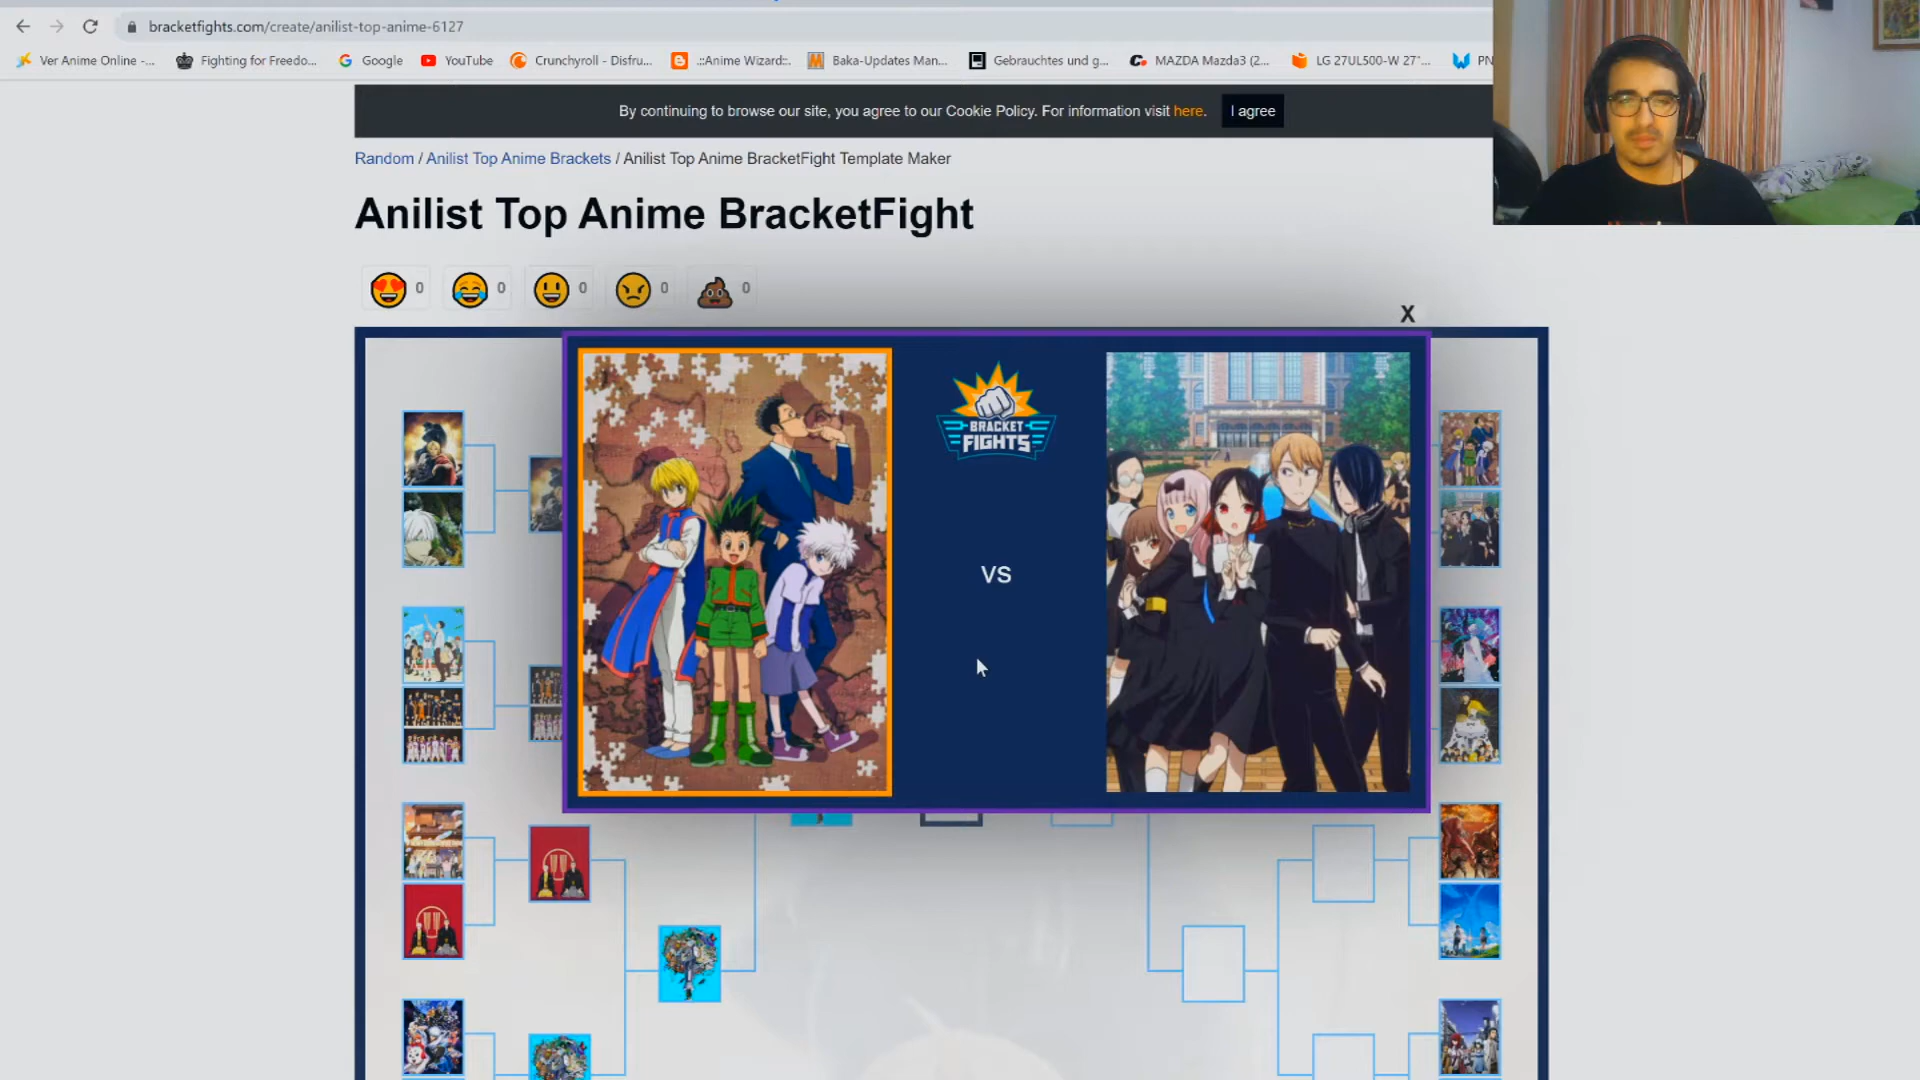 bracketfights.com/create/anilist-top-anime-6127
Ver Anime Online -... Fighting for Freedo... Google YouTube Crunchyroll - Disfru... .::Anime Wizard::. Baka-Updates Man... Gebrauchtes und g... MAZDA Mazda3 (2... LG 27UL500-W 27"... PN
By continuing to browse our site, you agree to our Cookie Policy. For information visit here. I agree
Random / Anilist Top Anime Brackets / Anilist Top Anime BracketFight Template Maker
Anilist Top Anime BracketFight
0 0 0 0 0
X
BRACKET
FIGHTS
VS